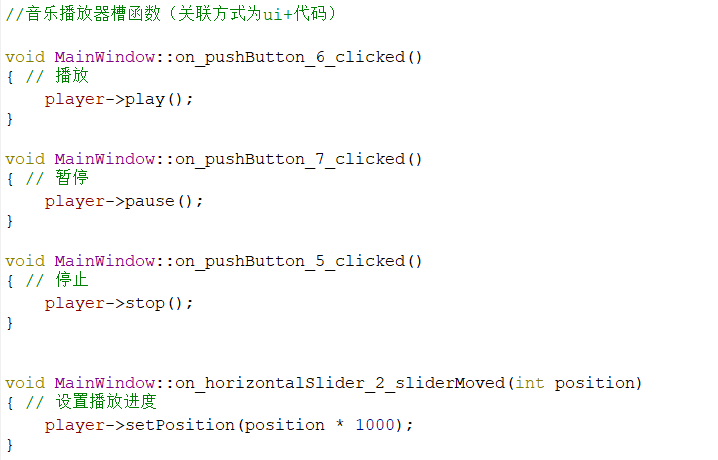 //音乐播放器槽函数（关联方式为ui+代码）
void MainWindow::on_pushButton_6_clicked()
{ // 播放
player->play();
}
void MainWindow::on_pushButton_7_clicked()
{ // 暂停
player->pause();
}
void MainWindow::on_pushButton_5_clicked()
{ // 停止
player->stop();
}
void MainWindow::on_horizontalSlider_2_sliderMoved(int position)
{ // 设置播放进度
player->setPosition(position * 1000);
}